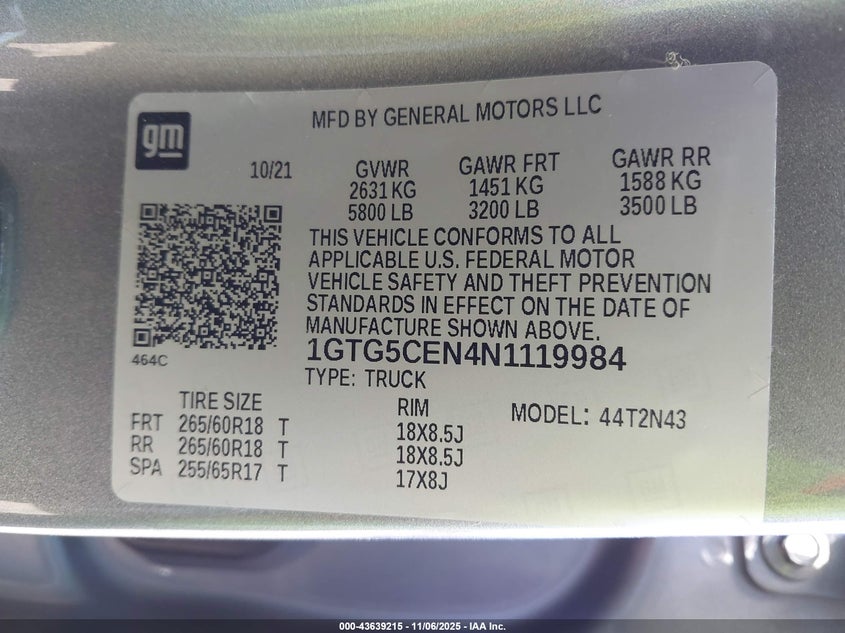 MFD BY GENERAL MOTORS LLC
gm
10/21
GVWR GAWR FRT GAWR RR
2631 KG 1451 KG 1588 KG
5800 LB 3200 LB 3500 LB
THIS VEHICLE CONFORMS TO ALL
APPLICABLE U.S. FEDERAL MOTOR
VEHICLE SAFETY AND THEFT PREVENTION
STANDARDS IN EFFECT ON THE DATE OF
MANUFACTURE SHOWN ABOVE.
464C
1GTG5CEN4N1119984
TYPE: TRUCK
TIRE SIZE RIM MODEL: 44T2N43
FRT 265/60R18 T 18X8.5J
RR 265/60R18 T 18X8.5J
SPA 255/65R17 T 17X8J
000-43639215 - 11/06/2025 - IAA Inc.